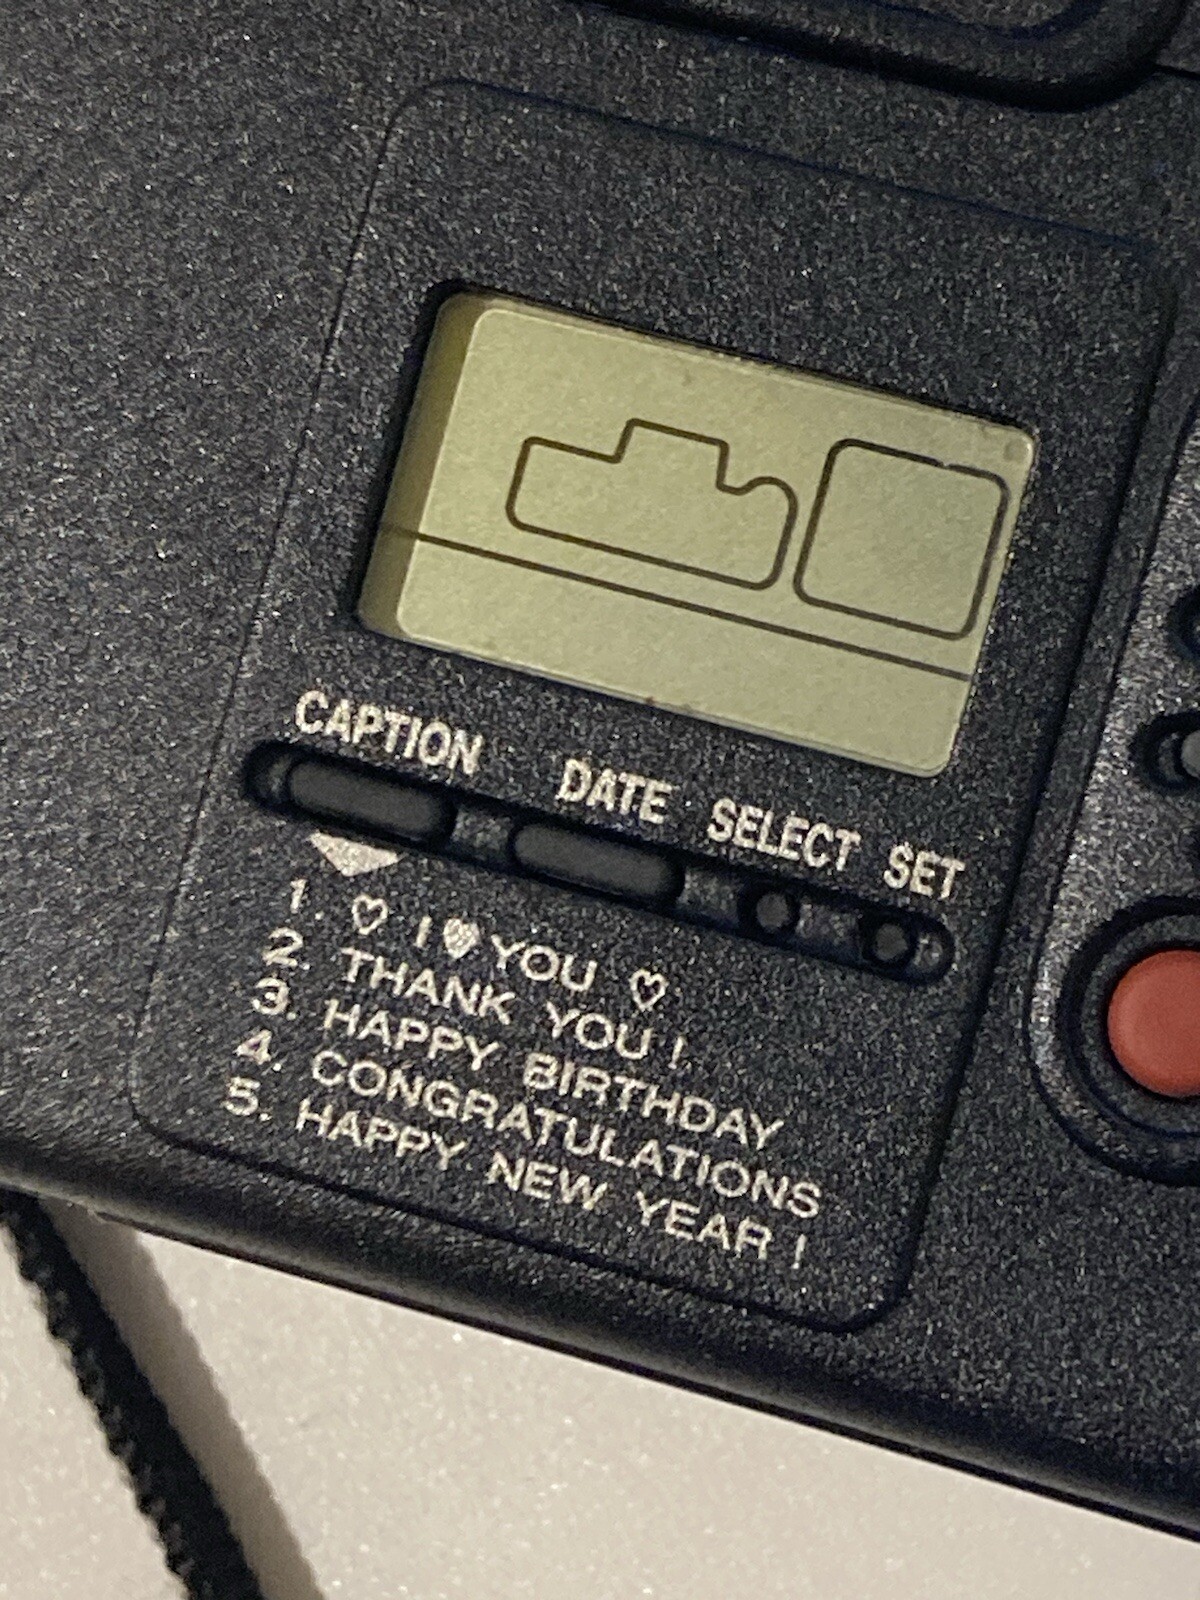 CAPTION DATE SELECT SET
1. ♡ I♥YOU ♡
2. THANK YOU !
3. HAPPY BIRTHDAY
4. CONGRATULATIONS
5. HAPPY NEW YEAR !